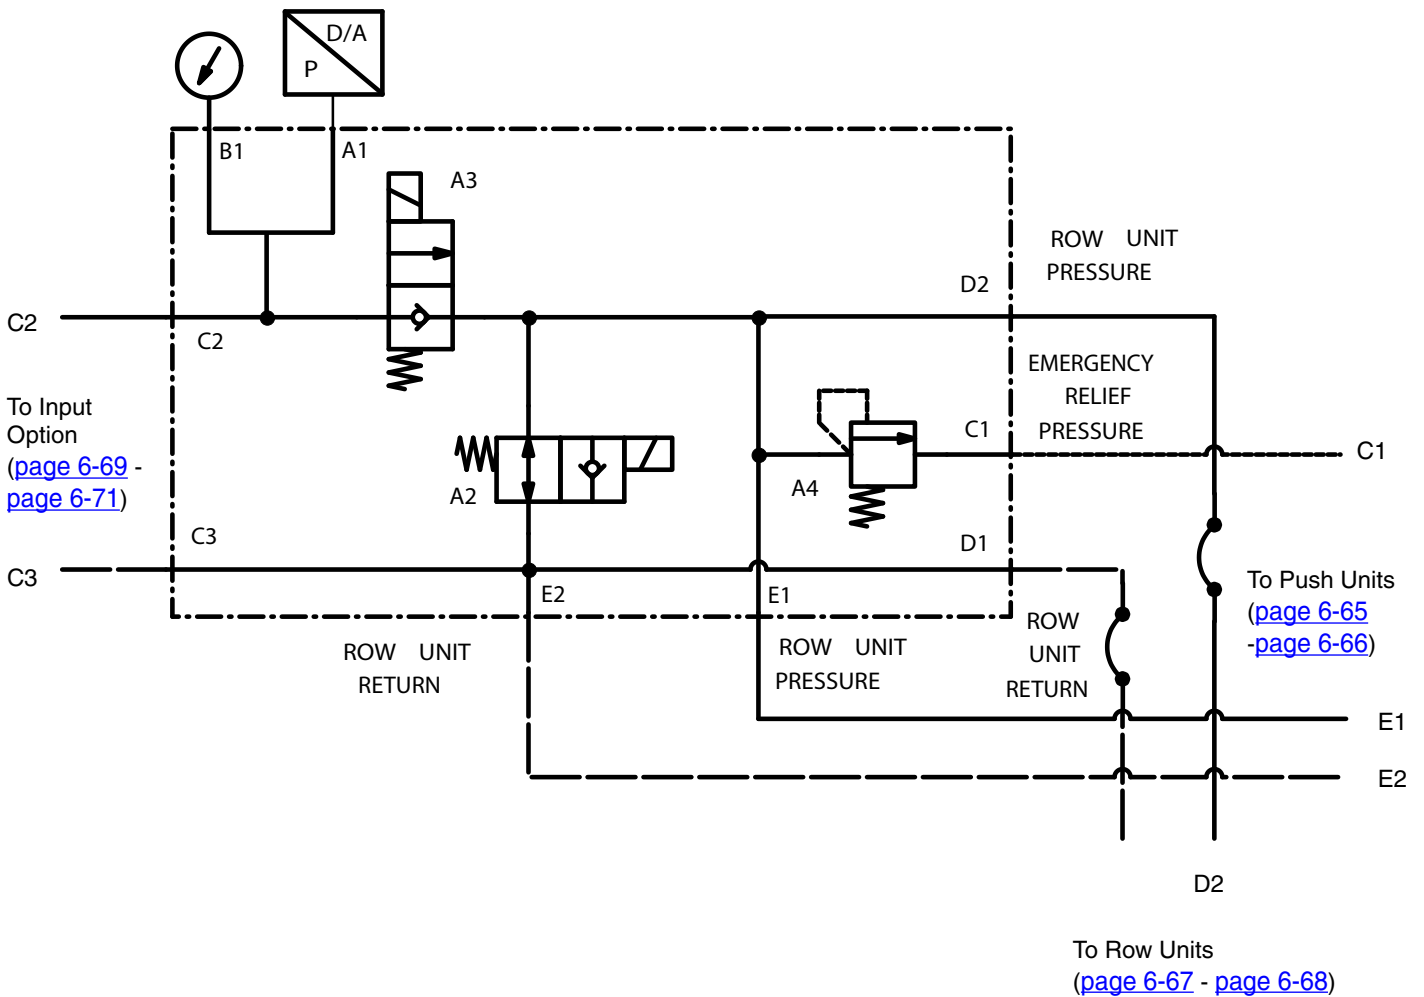 D/A
P
B1
A1
A3
ROW UNIT
PRESSURE
D2
C2
C2
EMERGENCY
RELIEF
PRESSURE
To Input
Option
(page 6-69 -
page 6-71)
C1
C1
A2
A4
C3
D1
C3
E2
E1
To Push Units
(page 6-65
-page 6-66)
ROW UNIT
RETURN
ROW UNIT
PRESSURE
ROW
UNIT
RETURN
E1
E2
D2
To Row Units
(page 6-67 - page 6-68)